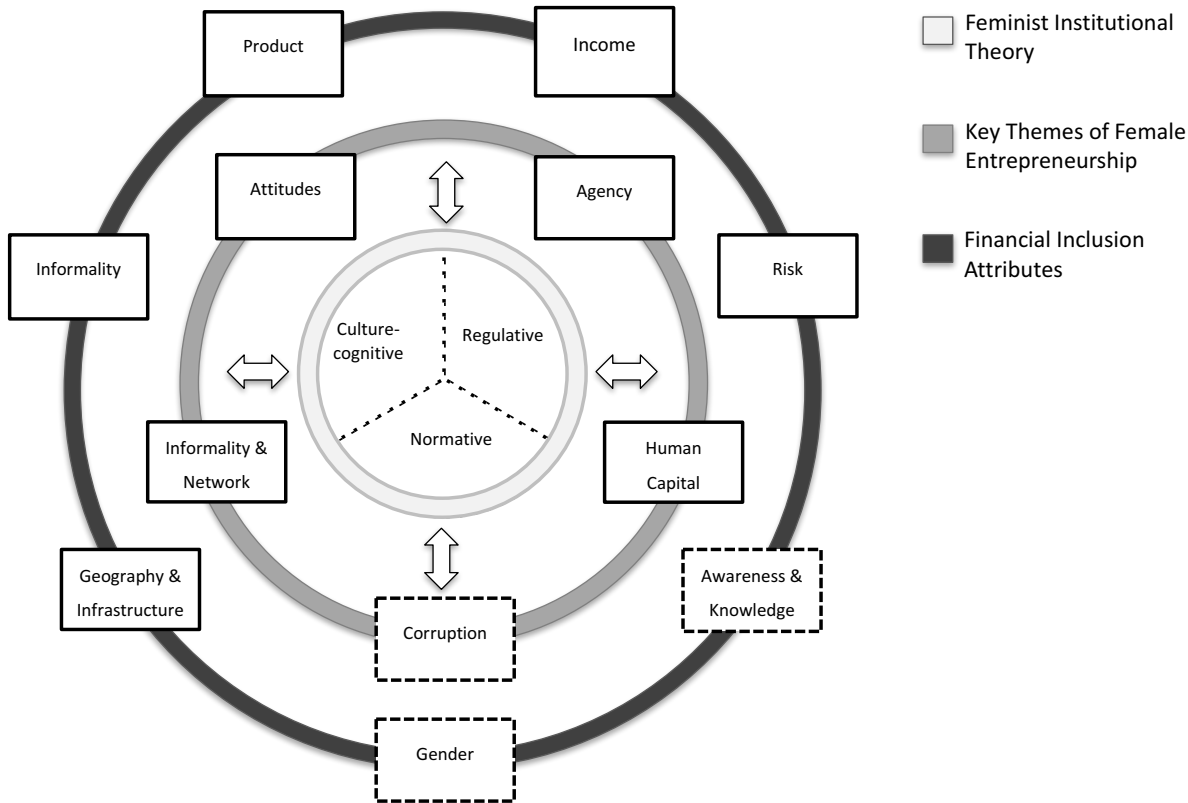 Product
Income
Feminist Institutional
Theory
Key Themes of Female
Entrepreneurship
Financial Inclusion
Attributes
Attitudes
Agency
Informality
Risk
Culture-
cognitive
Regulative
Normative
Informality &
Network
Human
Capital
Geography &
Infrastructure
Awareness &
Knowledge
Corruption
Gender